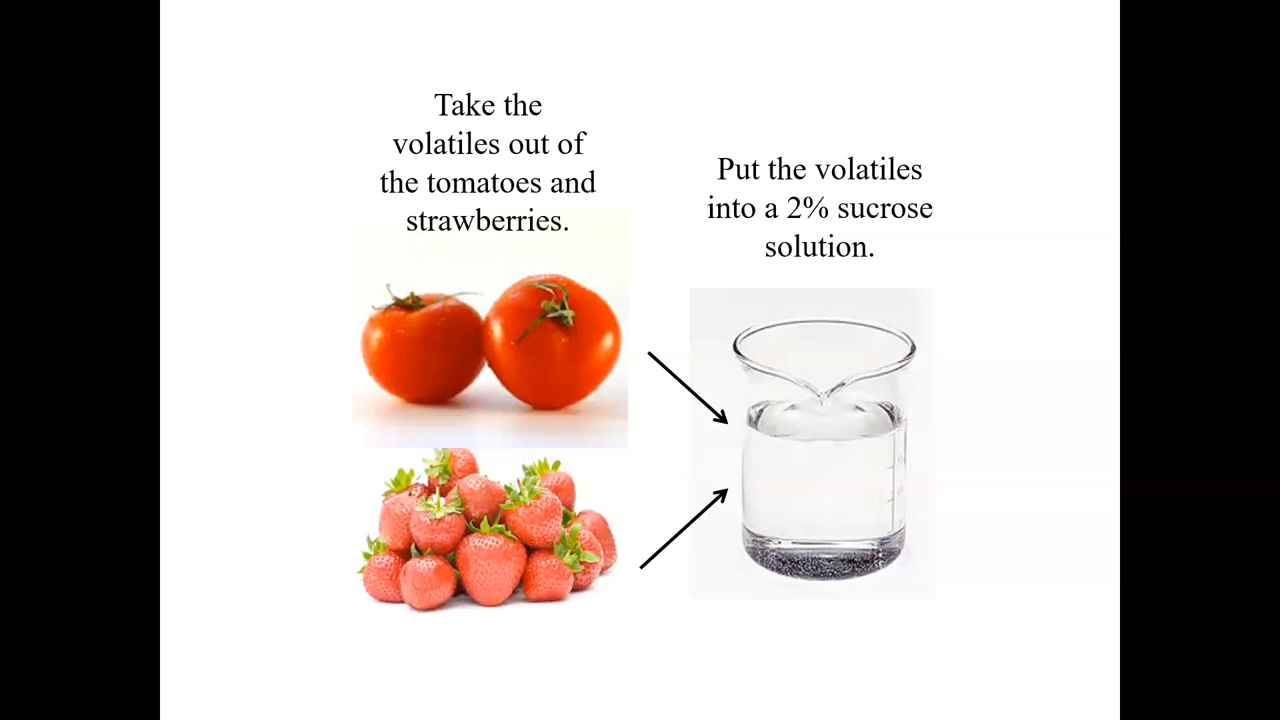 Take the
volatiles out of
the tomatoes and
strawberries.
Put the volatiles
into a 2% sucrose
solution.